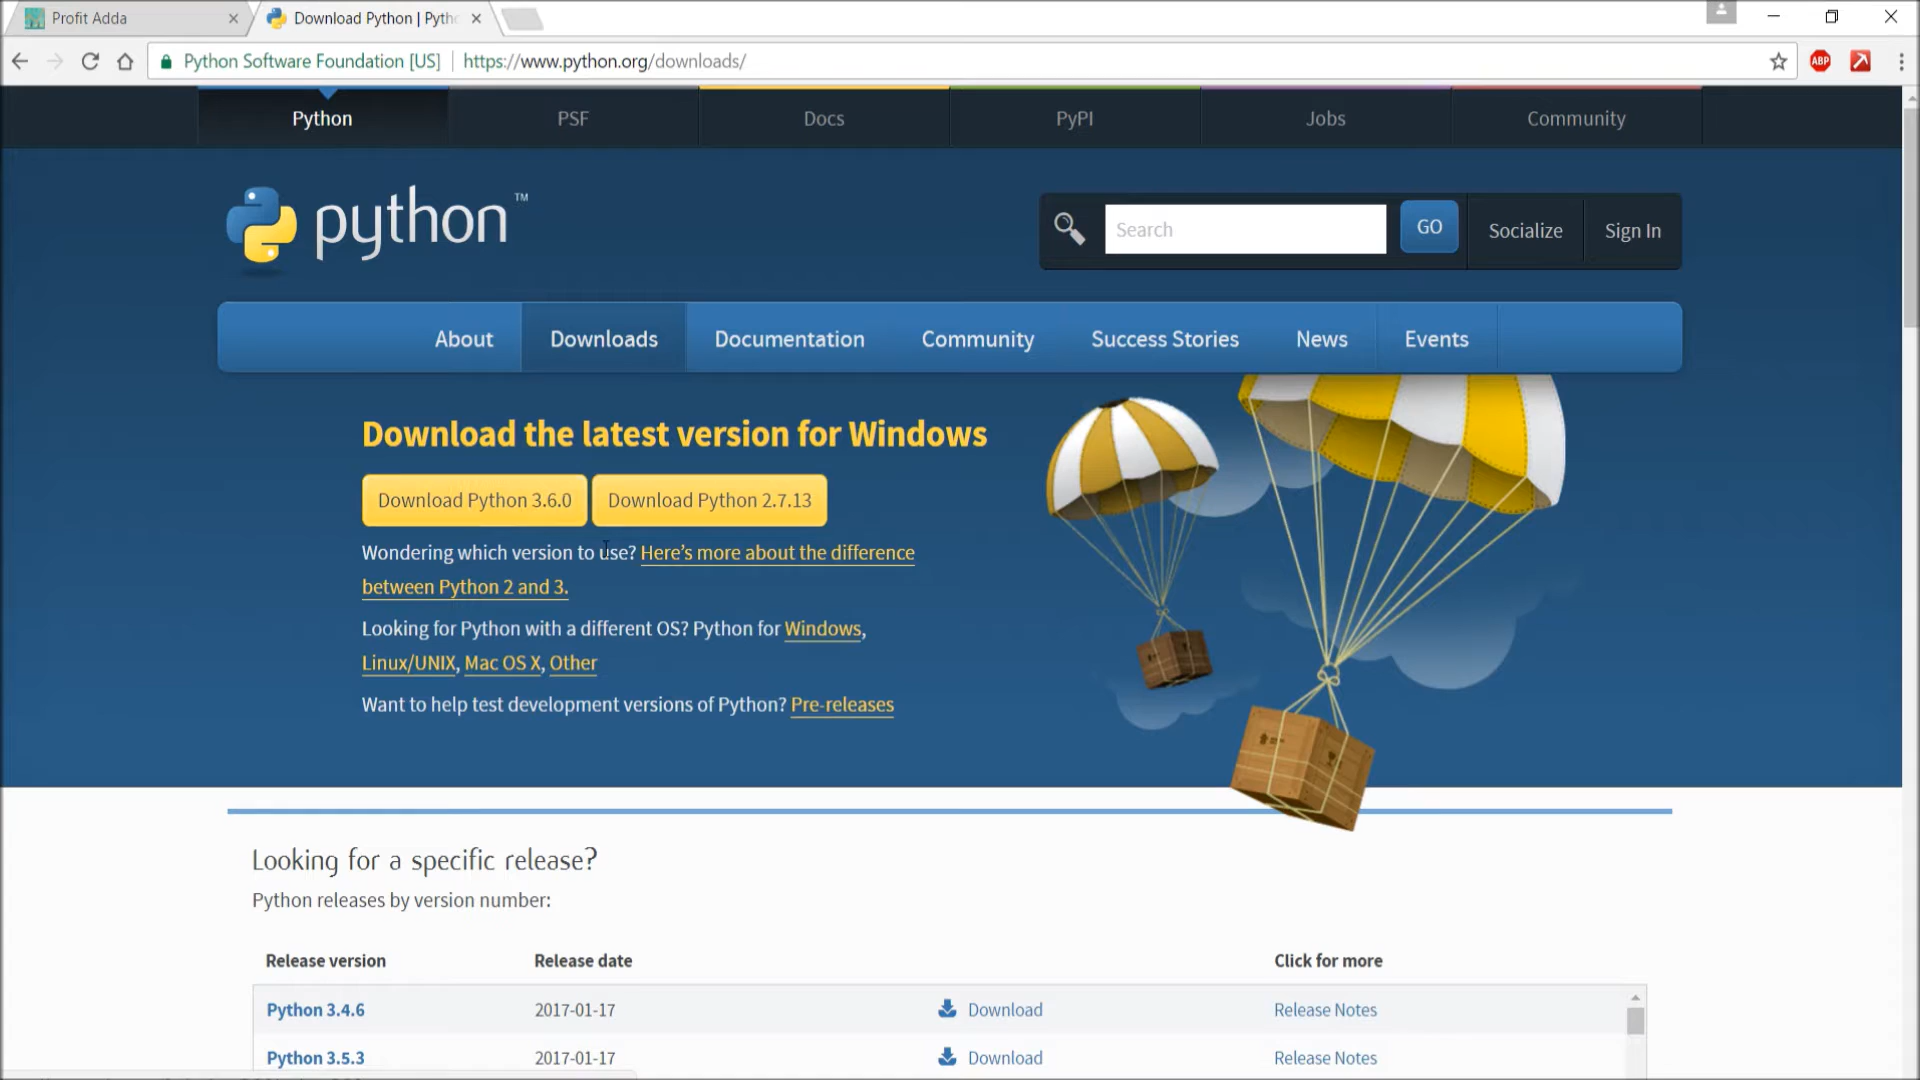 Profit Adda
Download Python | Pytho
Python Software Foundation [US] https://www.python.org/downloads/
ABP
Python PSF Docs PyPI Jobs Community
python™
Search GO Socialize Sign In
About Downloads Documentation Community Success Stories News Events
Download the latest version for Windows
Download Python 3.6.0 Download Python 2.7.13
Wondering which version to use? Here's more about the difference
between Python 2 and 3.
Looking for Python with a different OS? Python for Windows,
Linux/UNIX, Mac OS X, Other
Want to help test development versions of Python? Pre-releases
Looking for a specific release?
Python releases by version number:
Release version Release date Click for more
Python 3.4.6 2017-01-17 Download Release Notes
Python 3.5.3 2017-01-17 Download Release Notes